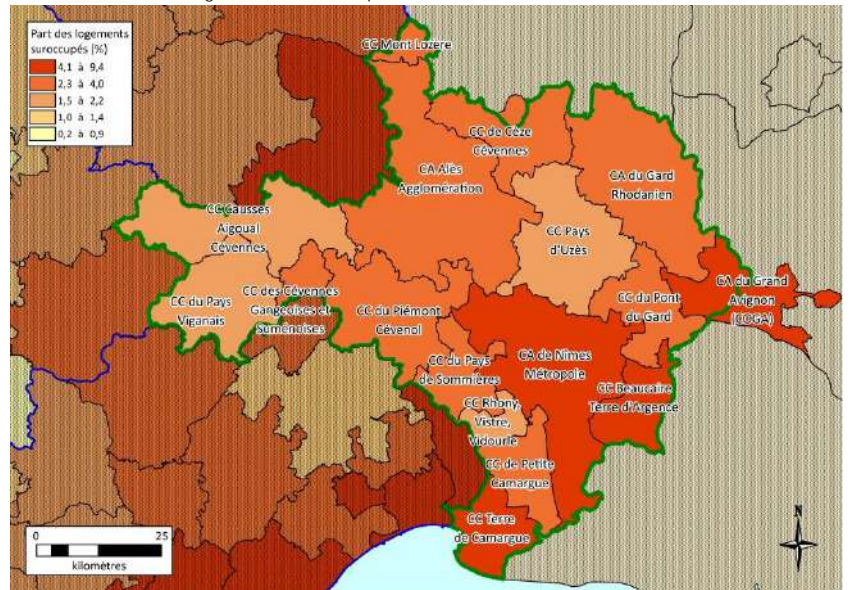 Part des logements
suroccupés (%)
4,1 à 9,4
2,3 à 4,0
1,5 à 2,2
1,0 à 1,4
0,2 à 0,9
CC Mont Lozère
CC de Cèze
Cévennes
CA Alès
Agglomération
CA du Gard
Rhodanien
CC Causses
Aigoual
Cévennes
CC Pays
d'Uzès
CA du Grand
Avignon
(COGA)
CC du Pays
Viganais
CC des Cévennes
Gangeoises et
Suménoises
CC du Piémont
Cévenol
CC du Pont
du Gard
CC du Pays
de Sommières
CA de Nîmes
Métropole
CC Beaucaire
Terre d'Argence
CC Rhony,
Vistre,
Vidourle
CC de Petite
Camargue
CC Terre
de Camargue
N
0 25
kilomètres